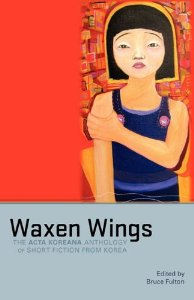 Waxen Wings
THE ACTA KOREANA ANTHOLOGY
OF SHORT FICTION FROM KOREA
Edited by
Bruce Fulton